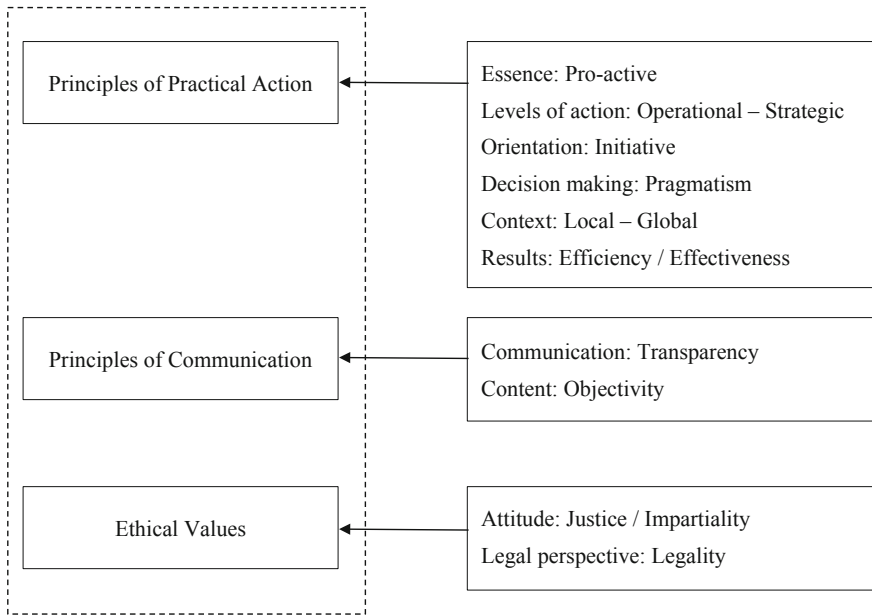 Principles of Practical Action
Essence: Pro-active
Levels of action: Operational – Strategic
Orientation: Initiative
Decision making: Pragmatism
Context: Local – Global
Results: Efficiency / Effectiveness
Principles of Communication
Communication: Transparency
Content: Objectivity
Ethical Values
Attitude: Justice / Impartiality
Legal perspective: Legality